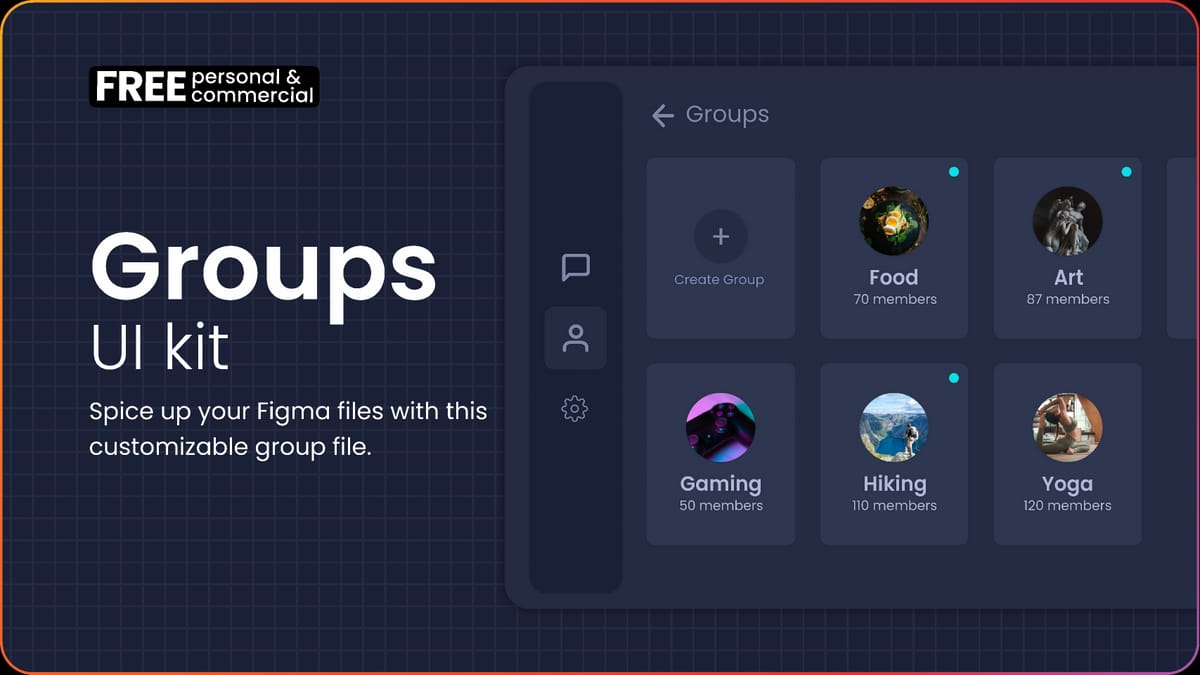 FREE personal &
commercial
Groups
UI kit
Spice up your Figma files with this
customizable group file.
Groups
Create Group
Food
70 members
Art
87 members
Gaming
50 members
Hiking
110 members
Yoga
120 members